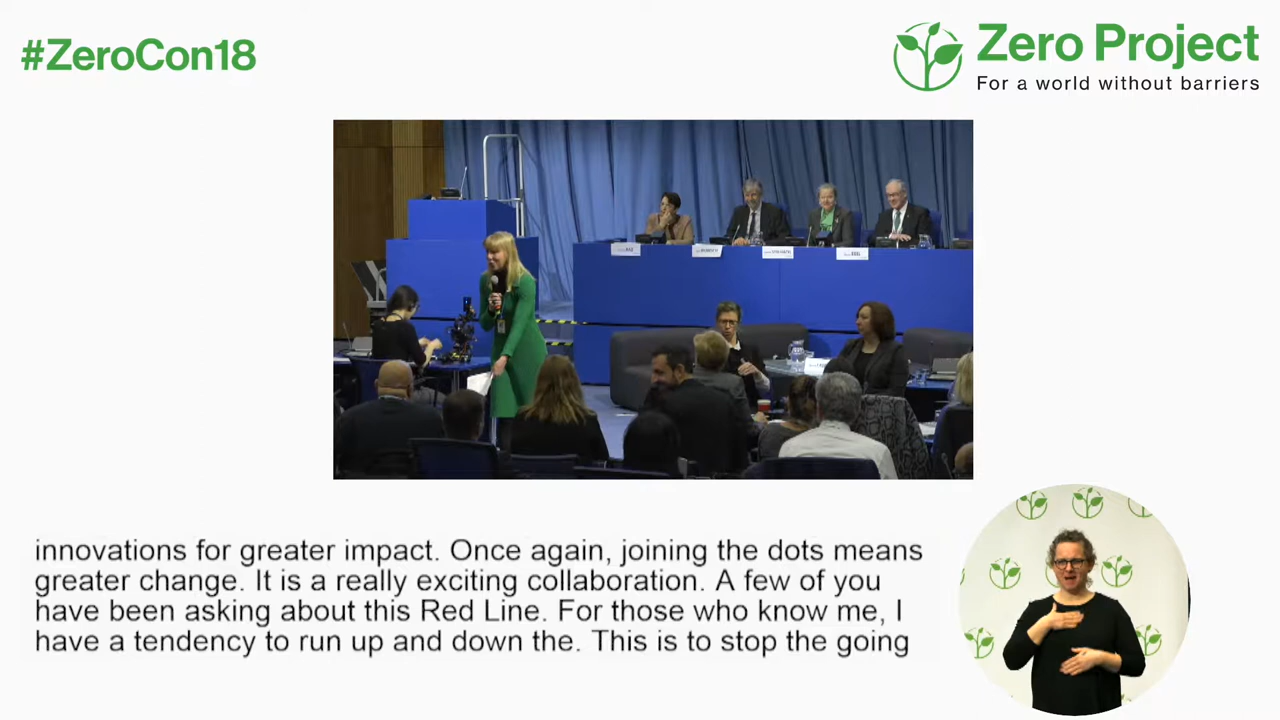 #ZeroCon18
Zero Project
For a world without barriers
innovations for greater impact. Once again, joining the dots means
greater change. It is a really exciting collaboration. A few of you
have been asking about this Red Line. For those who know me, I
have a tendency to run up and down the. This is to stop the going